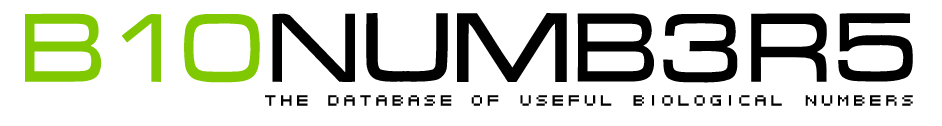 B10NUMB3R5
THE DATABASE OF USEFUL BIOLOGICAL NUMBERS